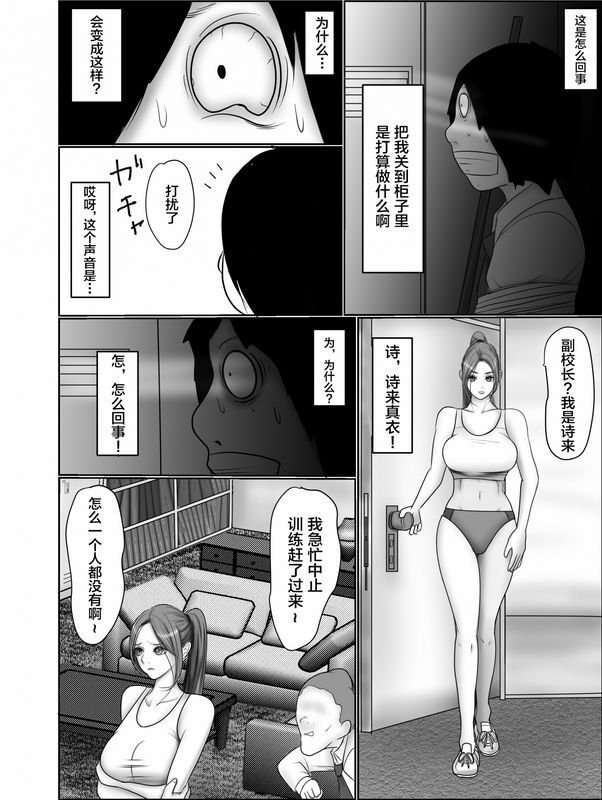 这是怎么回事
把我关到柜子里
是打算做什么啊
为什么…
会变成这样？
ガチャ
打扰了
哎呀，这个声音是…
副校长？我是诗来
诗，诗来真衣！
为，为什么？
怎，怎么回事！
我急忙中止
训练赶了过来～
怎么一个人都没有啊～